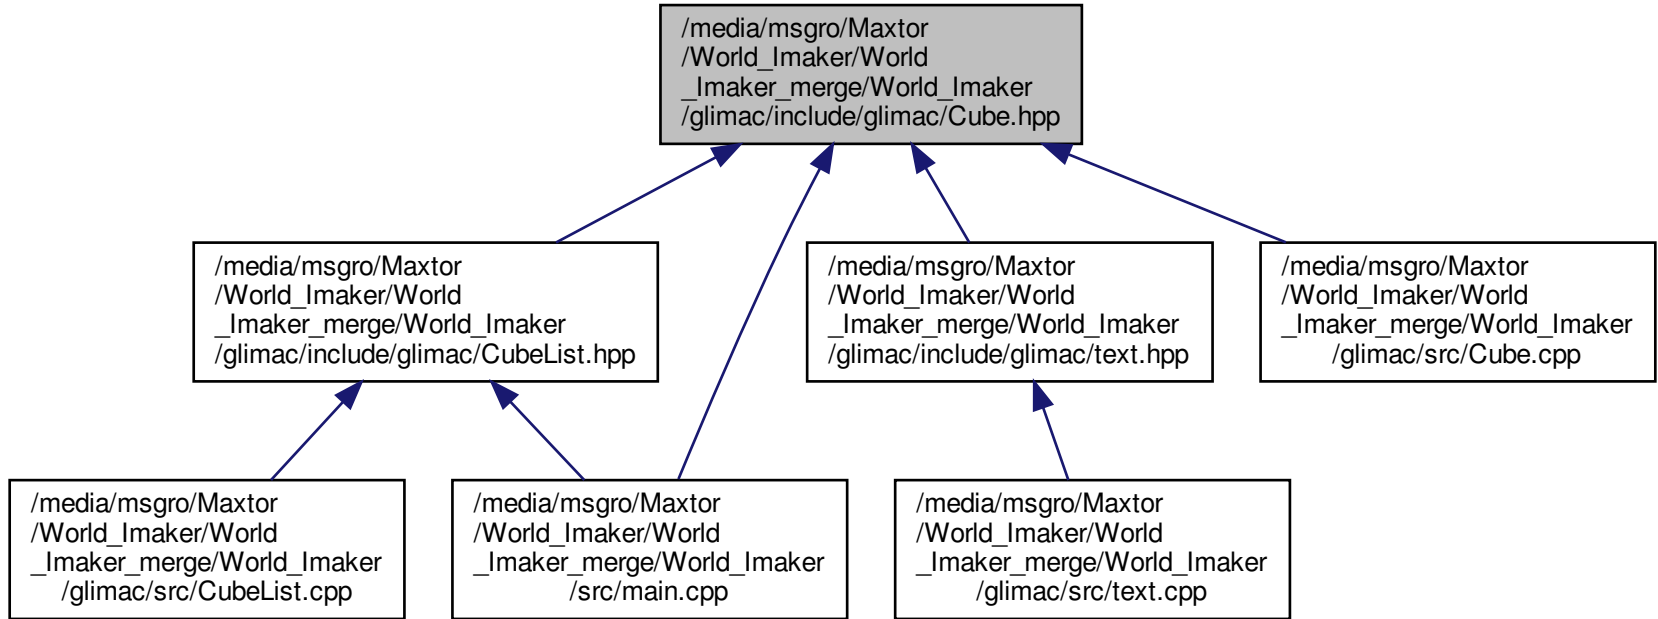 /media/msgro/Maxtor
/World_Imaker/World
_Imaker_merge/World_Imaker
/glimac/include/glimac/Cube.hpp
/media/msgro/Maxtor
/World_Imaker/World
_Imaker_merge/World_Imaker
/glimac/include/glimac/CubeList.hpp
/media/msgro/Maxtor
/World_Imaker/World
_Imaker_merge/World_Imaker
/glimac/include/glimac/text.hpp
/media/msgro/Maxtor
/World_Imaker/World
_Imaker_merge/World_Imaker
/glimac/src/Cube.cpp
/media/msgro/Maxtor
/World_Imaker/World
_Imaker_merge/World_Imaker
/glimac/src/CubeList.cpp
/media/msgro/Maxtor
/World_Imaker/World
_Imaker_merge/World_Imaker
/src/main.cpp
/media/msgro/Maxtor
/World_Imaker/World
_Imaker_merge/World_Imaker
/glimac/src/text.cpp